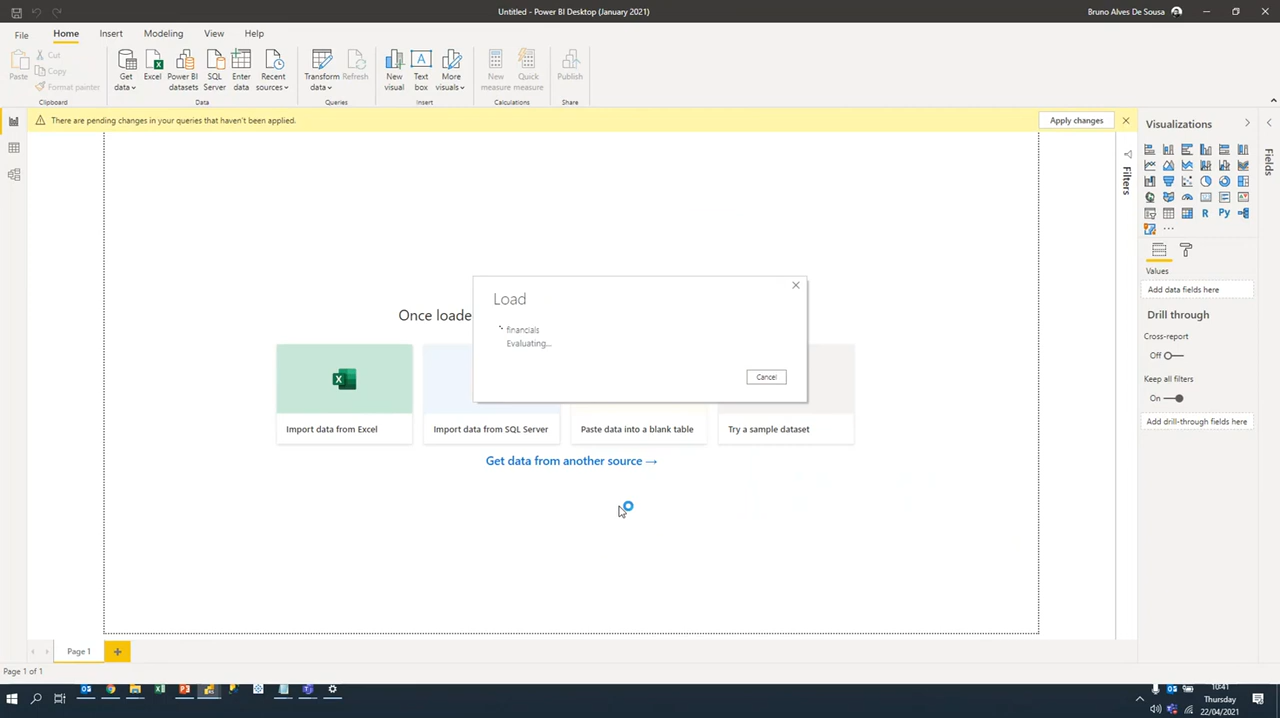 Untitled - Power BI Desktop (January 2021)
Bruno Alves De Sousa
File
Home
Insert
Modeling
View
Help
Paste
Cut
Copy
Format painter
Clipboard
Get data
Excel
Power BI datasets
SQL Server
Enter data
Recent sources
Data
Transform data
Refresh
Queries
New visual
Text box
More visuals
Insert
New measure
Quick measure
Calculations
Publish
Share
There are pending changes in your queries that haven't been applied.
Apply changes
Filters
Visualizations
Fields
R
Py
Values
Add data fields here
Drill through
Cross-report
Off
Keep all filters
On
Add drill-through fields here
Once loade
Load
financials
Evaluating...
Cancel
Import data from Excel
Import data from SQL Server
Paste data into a blank table
Try a sample dataset
Get data from another source →
Page 1
Page 1 of 1
10:41
Thursday
22/04/2021